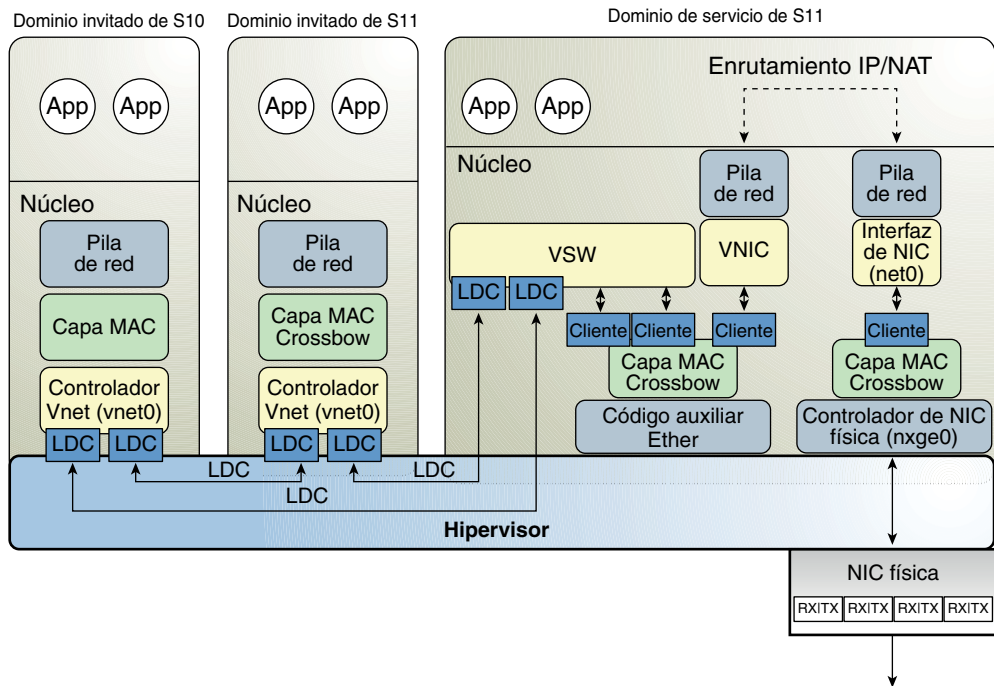 Dominio invitado de S10
Dominio invitado de S11
Dominio de servicio de S11
App
App
Núcleo
Pila
de red
Capa MAC
Controlador
Vnet (vnet0)
LDC
LDC
App
App
Núcleo
Pila
de red
Capa MAC
Crossbow
Controlador
Vnet (vnet0)
LDC
LDC
Enrutamiento IP/NAT
App
App
Núcleo
Pila
de red
Pila
de red
VSW
VNIC
Interfaz
de NIC
(net0)
LDC
LDC
Cliente
Cliente
Cliente
Cliente
Capa MAC
Crossbow
Capa MAC
Crossbow
Código auxiliar
Ether
Controlador de NIC
física (nxge0)
LDC
LDC
LDC
Hipervisor
NIC física
RX|TX
RX|TX
RX|TX
RX|TX